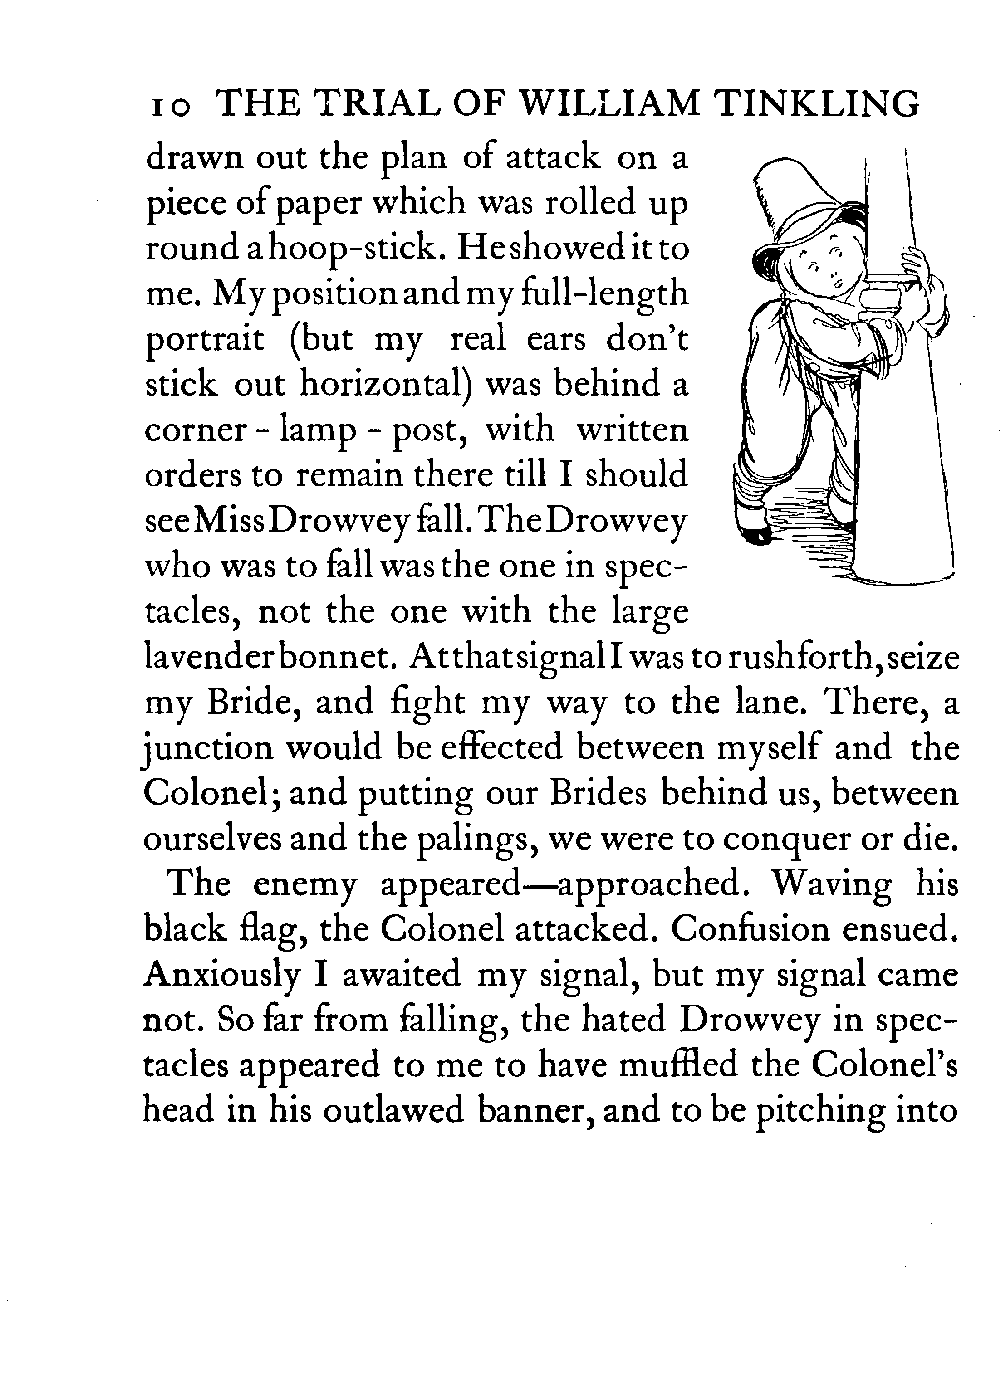 10 THE TRIAL OF WILLIAM TINKLING
drawn out the plan of attack on a
piece of paper which was rolled up
round a hoop-stick. He showed it to
me. My position and my full-length
portrait (but my real ears don't
stick out horizontal) was behind a
corner-lamp-post, with written
orders to remain there till I should
see Miss Drowvey fall. The Drowvey
who was to fall was the one in spec-
tacles, not the one with the large
lavender bonnet. At that signal I was to rush forth, seize
my Bride, and fight my way to the lane. There, a
junction would be effected between myself and the
Colonel; and putting our Brides behind us, between
ourselves and the palings, we were to conquer or die.
The enemy appeared—approached. Waving his
black flag, the Colonel attacked. Confusion ensued.
Anxiously I awaited my signal, but my signal came
not. So far from falling, the hated Drowvey in spec-
tacles appeared to me to have muffled the Colonel's
head in his outlawed banner, and to be pitching into